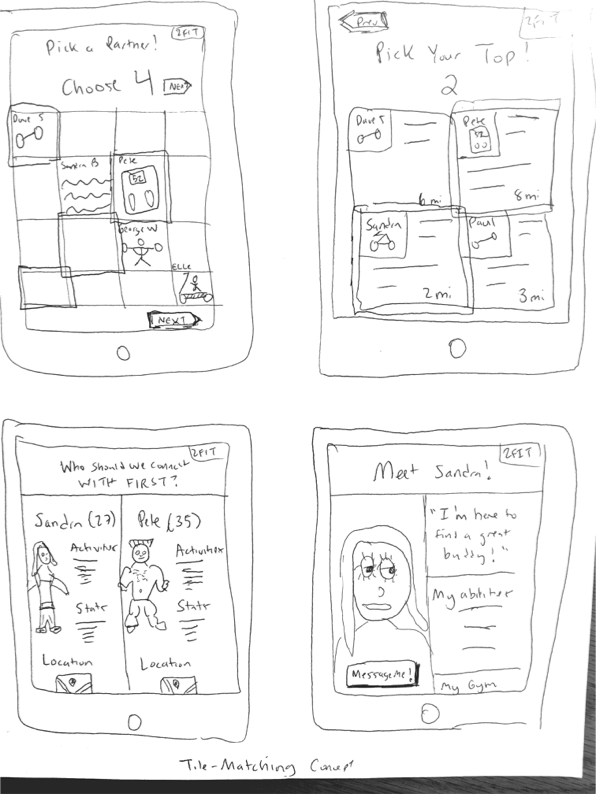 2FIT
Pick a Partner!
Choose 4
NEXT
Dave S
Sandra B
Pete
52
George W
ELLE
NEXT
Prev
2FIT
Pick Your Top!
2
Dave S
6 mi
Pete
52
8 mi
Sandra
2 mi
Paul
3 mi
2FIT
Who should we connect
WITH FIRST?
Sandra (27)
Activities
Stats
Location
Pete (35)
Activities
Stats
Location
2FIT
Meet Sandra!
"I'm here to
find a great
buddy!"
My abilities
Message Me!
My Gym
Tile-Matching Concept